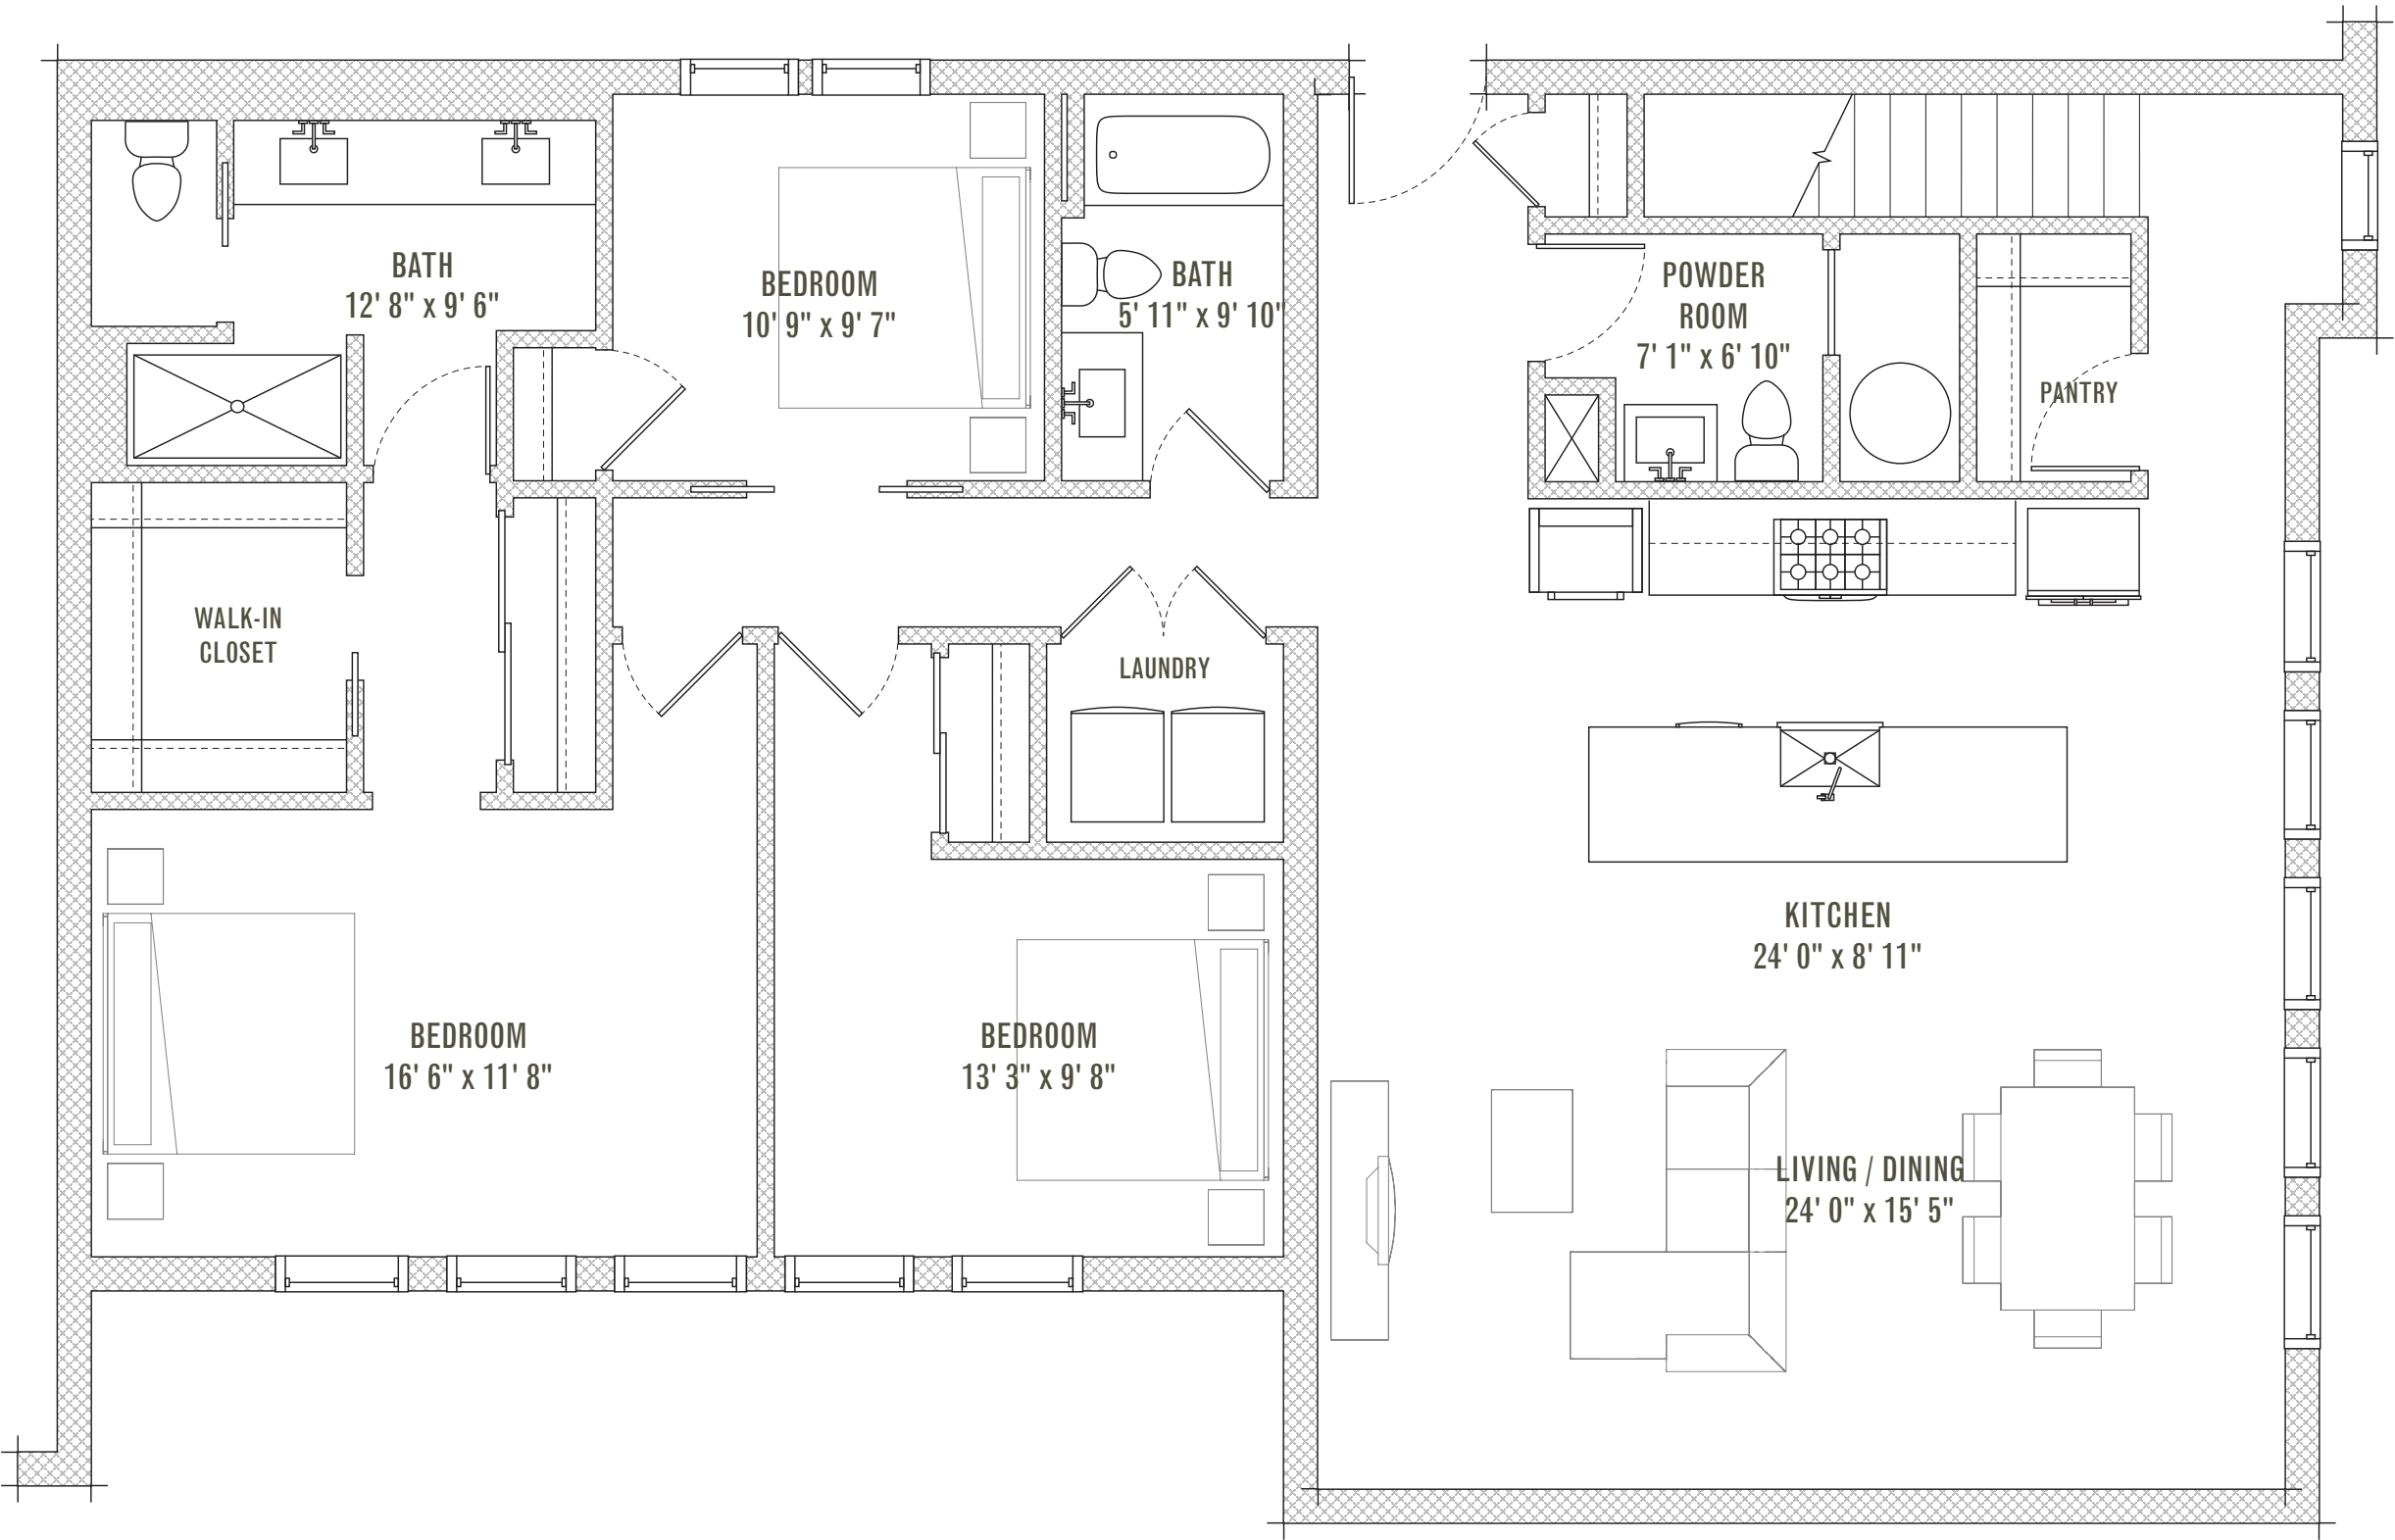 BATH
12' 8" x 9' 6"
BEDROOM
10' 9" x 9' 7"
BATH
5' 11" x 9' 10"
POWDER
ROOM
7' 1" x 6' 10"
PANTRY
WALK-IN
CLOSET
LAUNDRY
KITCHEN
24' 0" x 8' 11"
BEDROOM
16' 6" x 11' 8"
BEDROOM
13' 3" x 9' 8"
LIVING / DINING
24' 0" x 15' 5"